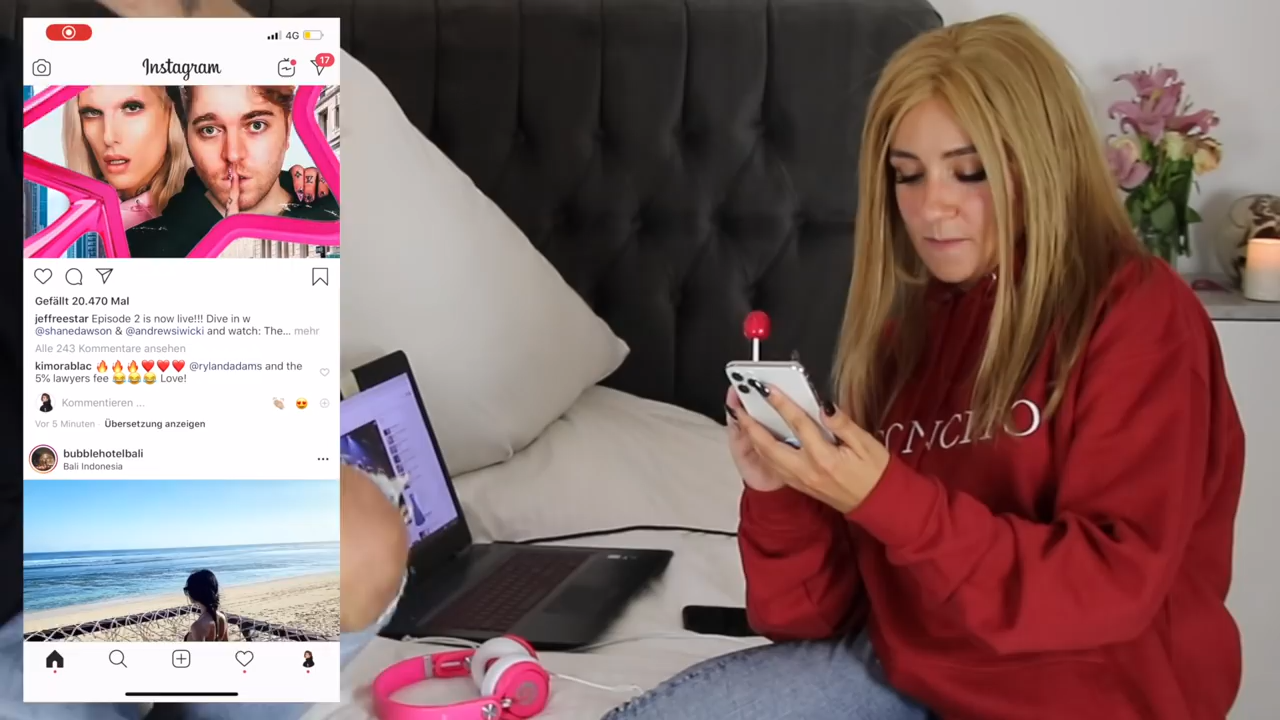 4G
Instagram
17
Gefällt 20.470 Mal
jeffreestar Episode 2 is now live!!! Dive in w
@shanedawson & @andrewsiwicki and watch: The... mehr
Alle 243 Kommentare ansehen
kimorablac 🔥🔥🔥❤️❤️❤️ @rylandadams and the
5% lawyers fee 😂😂😂 Love!
Kommentieren ...
Vor 5 Minuten · Übersetzung anzeigen
bubblehotelbali
Bali Indonesia